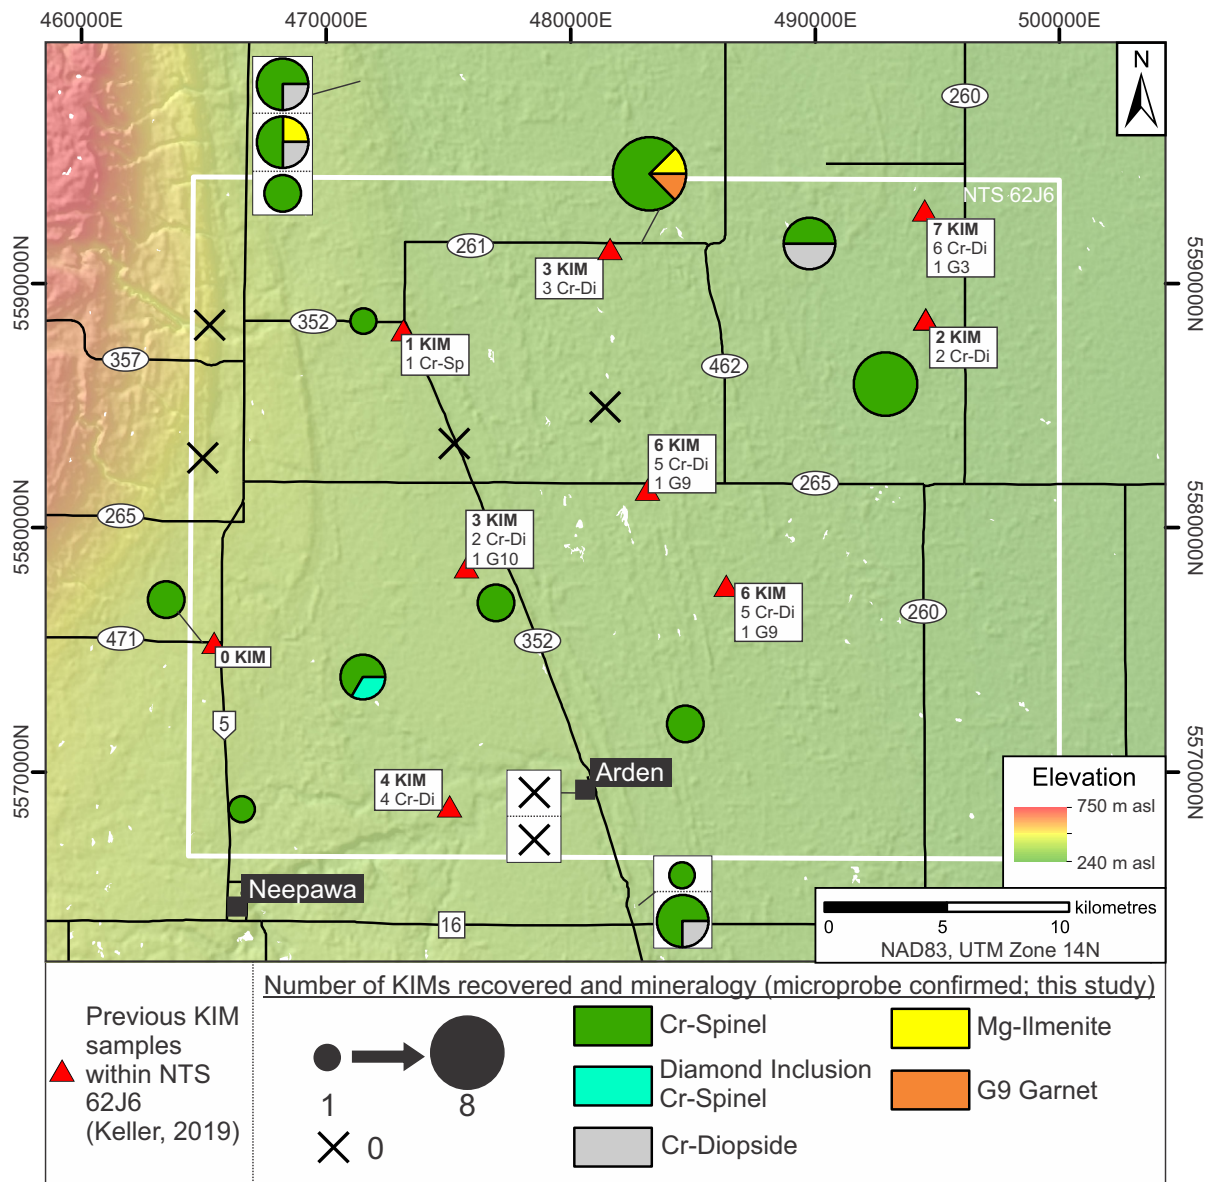 460000E
470000E
480000E
490000E
500000E
N
260
NTS 62J6
7 KIM
6 Cr-Di
1 G3
261
3 KIM
3 Cr-Di
5590000N
5590000N
352
357
1 KIM
1 Cr-Sp
462
2 KIM
2 Cr-Di
6 KIM
5 Cr-Di
1 G9
265
265
3 KIM
2 Cr-Di
1 G10
5580000N
5580000N
6 KIM
5 Cr-Di
1 G9
260
471
0 KIM
352
5
Arden
4 KIM
4 Cr-Di
5570000N
5570000N
Elevation
750 m asl
240 m asl
Neepawa
16
kilometres
0
5
10
NAD83, UTM Zone 14N
Previous KIM
samples
within NTS
62J6
(Keller, 2019)
Number of KIMs recovered and mineralogy (microprobe confirmed; this study)
1
8
0
Cr-Spinel
Diamond Inclusion
Cr-Spinel
Cr-Diopside
Mg-Ilmenite
G9 Garnet